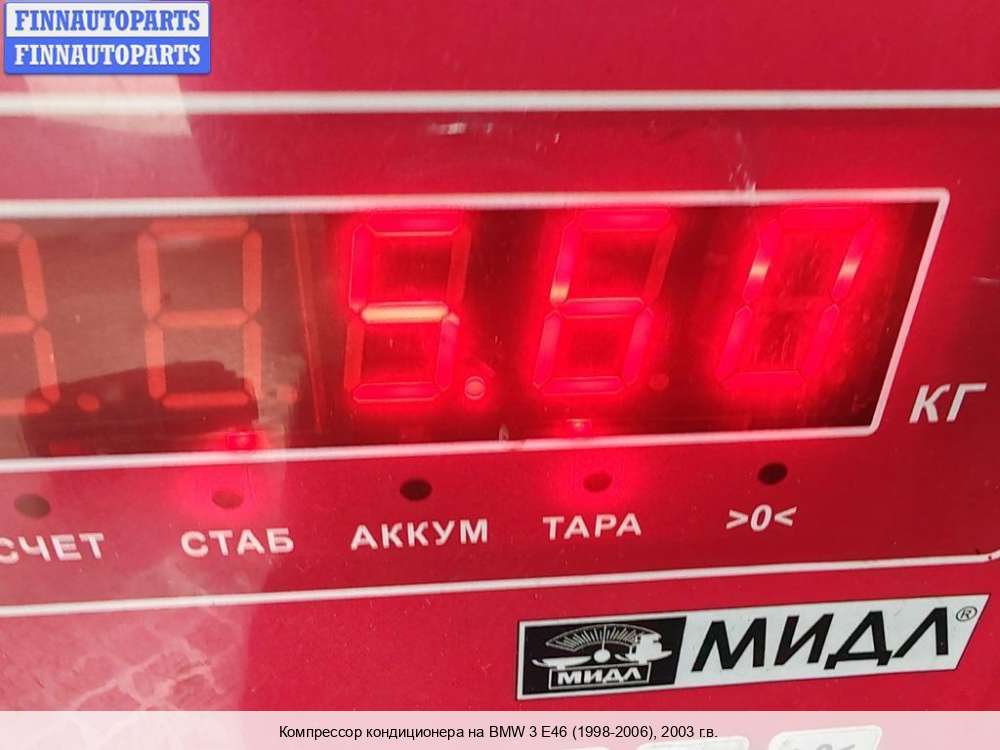 FINNAUTOPARTS
FINNAUTOPARTS
5.60
КГ
СЧЕТ СТАБ АККУМ ТАРА >0<
МИДЛ МИДЛ®
Компрессор кондиционера на BMW 3 E46 (1998-2006), 2003 г.в.